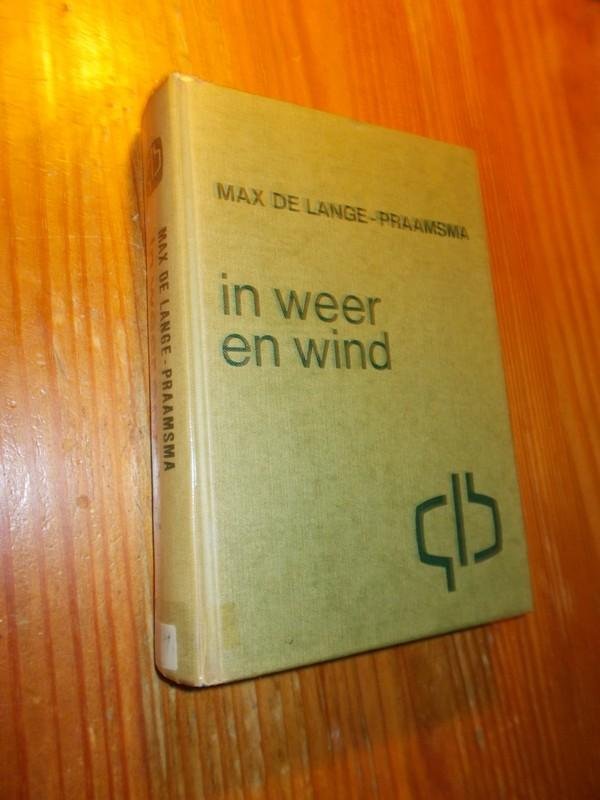 MAX DE LANGE-PRAAMSMA
in weer
en wind
MAX DE LANGE - PRAAMSMA